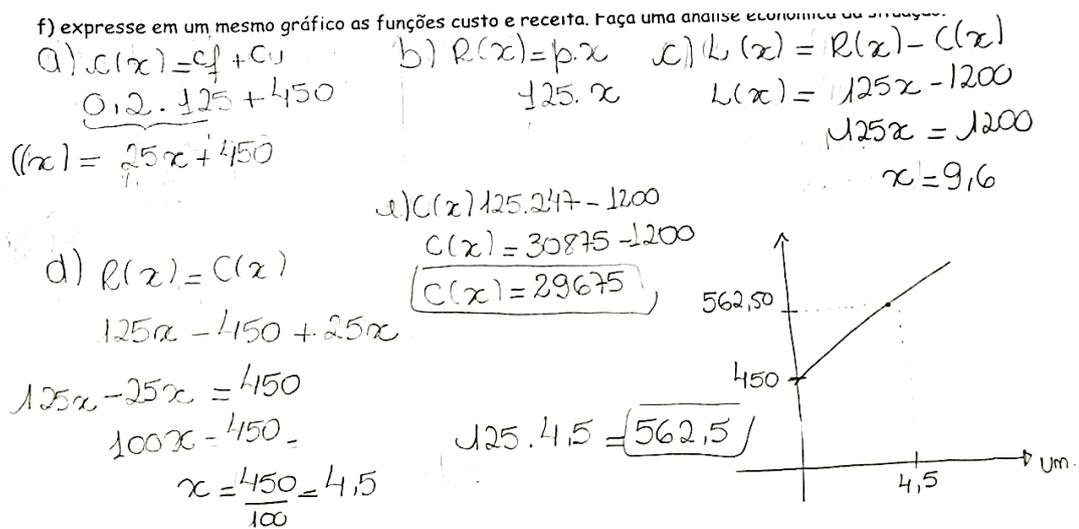 f) expresse em um mesmo gráfico as funções custo e receita. Faça uma análise econômica da situação.
a) C(x) = Cf + Cv
0,2 . 125 + 450
C(x) = 25x + 450
b) R(x) = p.x
125. x
c) L(x) = R(x) - C(x)
L(x) = 125x - 1200
125x = 1200
x = 9,6
d) R(x) = C(x)
125x - 450 + 25x
125x - 25x = 450
100x - 450 -
x = 450/100 = 4,5
e) C(x) 125.247 - 1200
C(x) = 30875 - 1200
C(x) = 29675
125 . 4,5 = 562,5
562,50
450
4,5
Um.